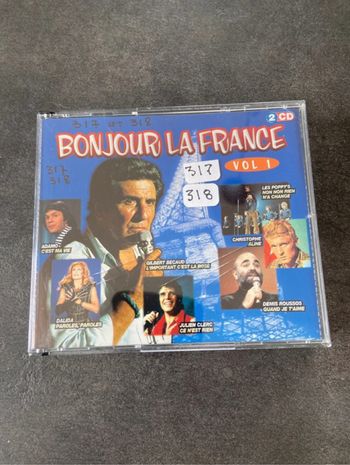 317 et 318
2 CD
BONJOUR LA FRANCE
VOL 1
317
318
317
318
LES POPPYS
NON NON RIEN
N'A CHANGE
ADAMO
C'EST MA VIE
CHRISTOPHE
ALINE
GILBERT BECAUD
L'IMPORTANT C'EST LA ROSE
DALIDA
PAROLES, PAROLES
JULIEN CLERC
CE N'EST RIEN
DEMIS ROUSSOS
QUAND JE T'AIME